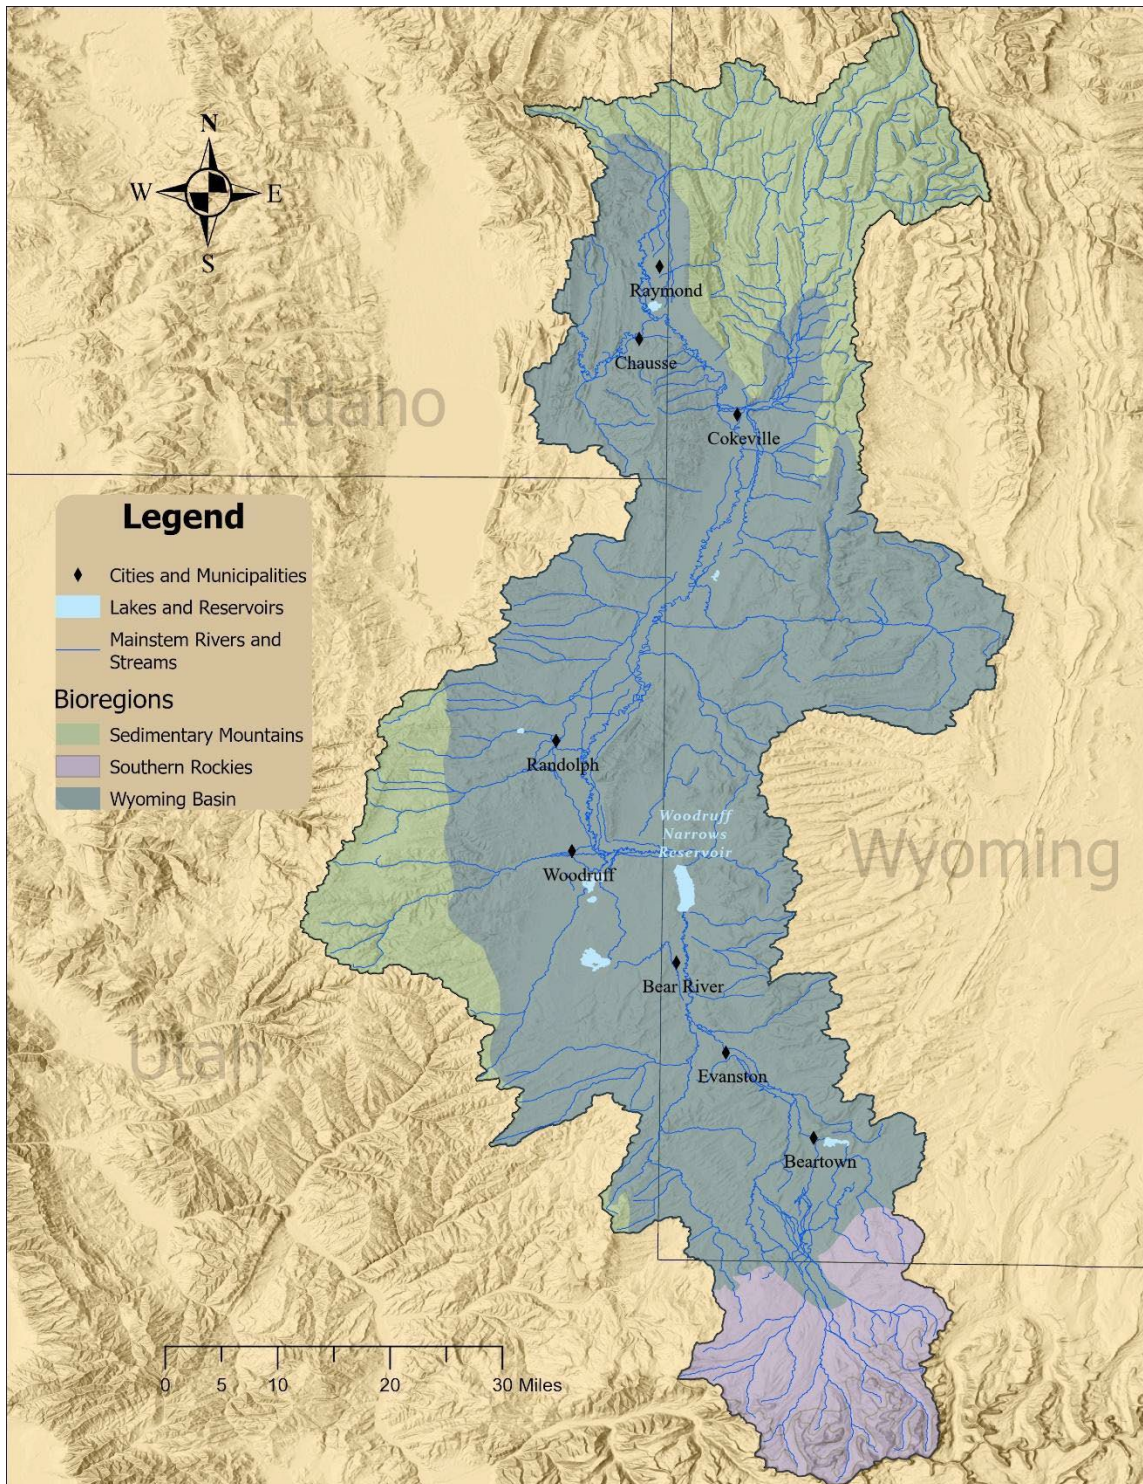 N
W
E
S
Raymond
Chausse
Idaho
Cokeville
Legend
Cities and Municipalities
Lakes and Reservoirs
Mainstem Rivers and
Streams
Bioregions
Sedimentary Mountains
Southern Rockies
Wyoming Basin
Randolph
Woodruff
Narrows
Reservoir
Wyoming
Woodruff
Bear River
Utah
Evanston
Beartown
0 5 10 20 30 Miles